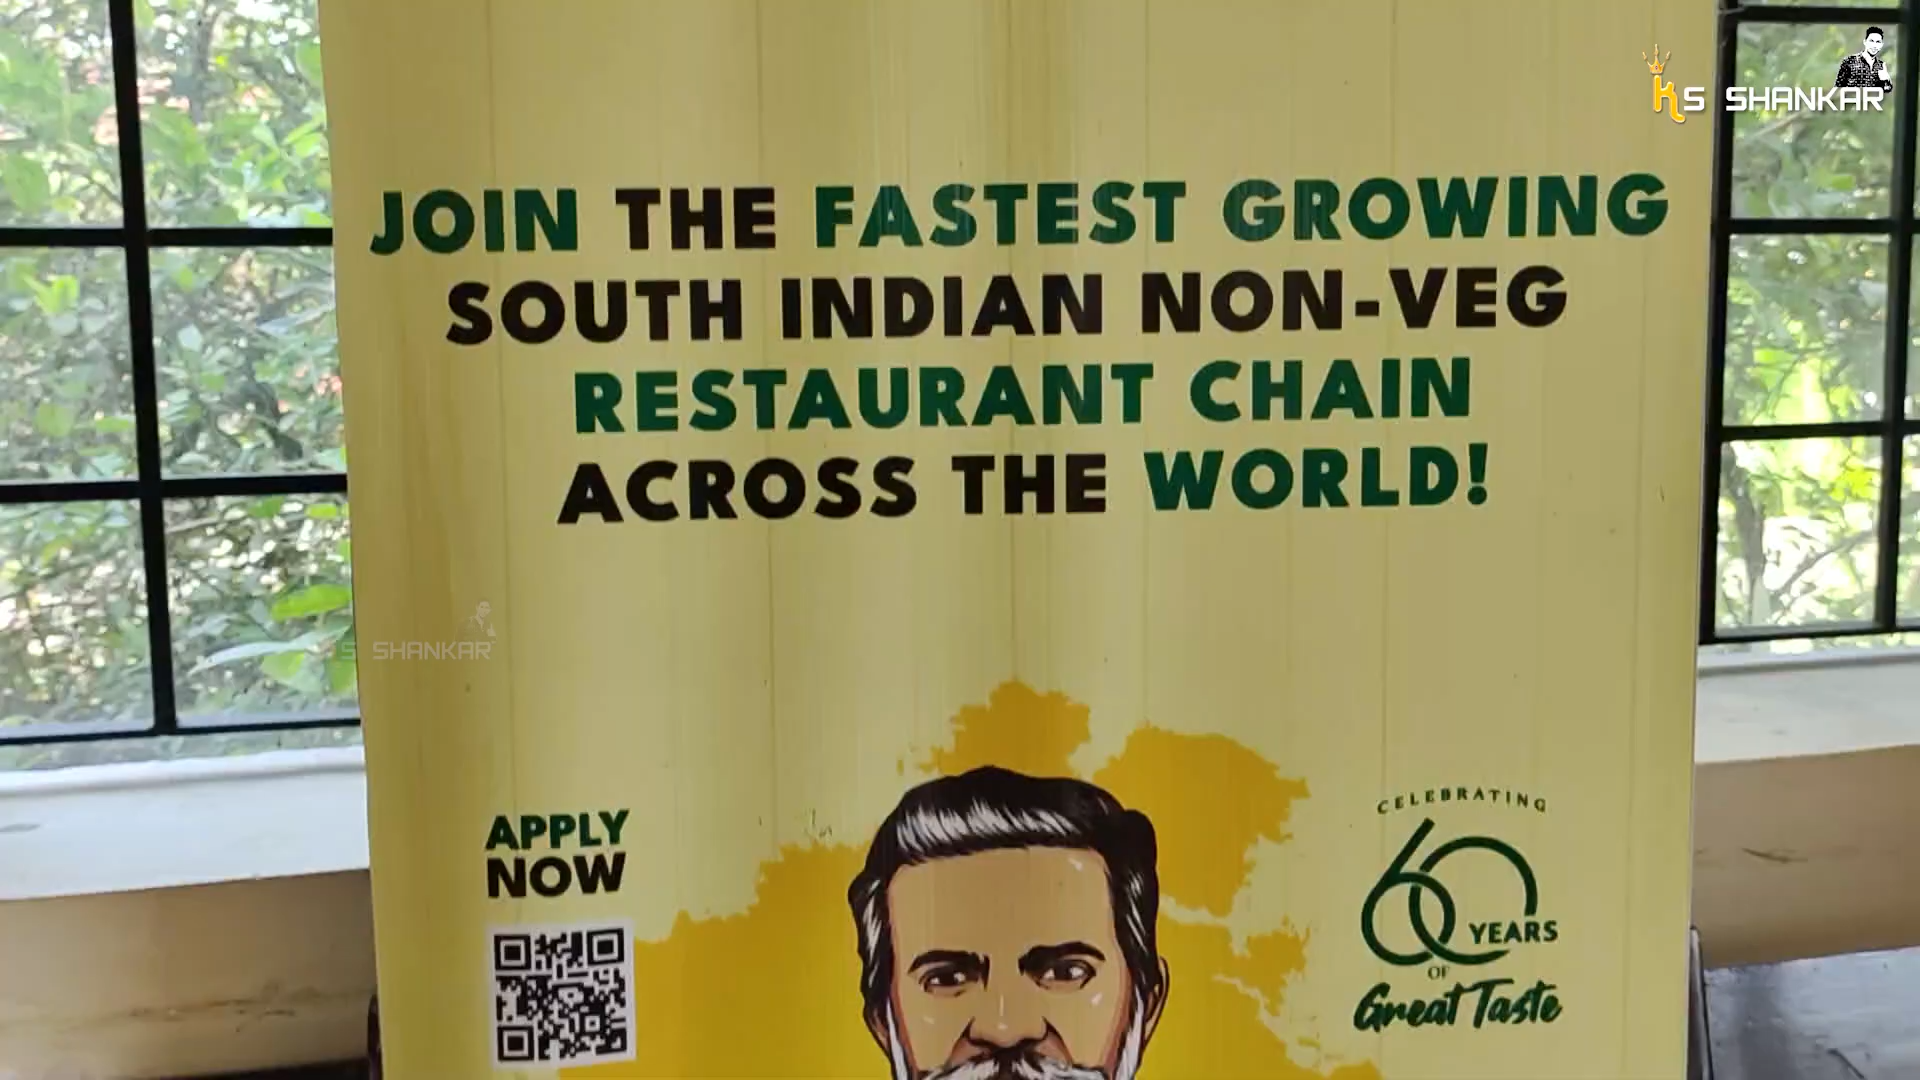 KS SHANKAR
JOIN THE FASTEST GROWING
SOUTH INDIAN NON-VEG
RESTAURANT CHAIN
ACROSS THE WORLD!
S SHANKAR
APPLY
NOW
CELEBRATING
60 YEARS
OF
Great Taste